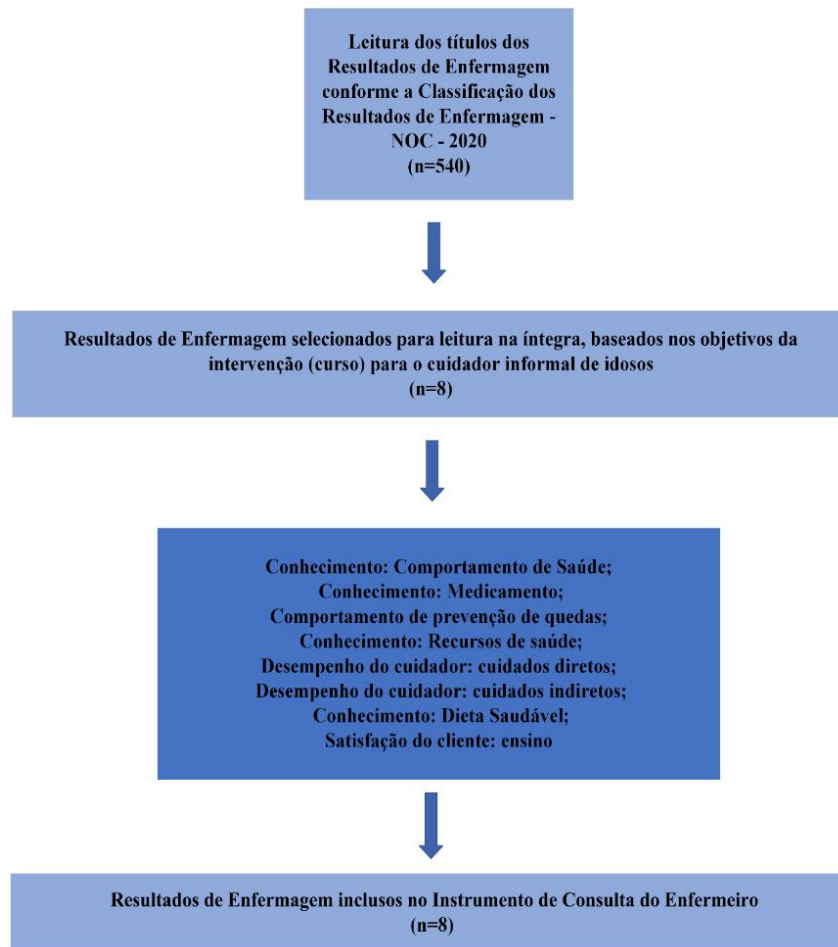 Leitura dos títulos dos
Resultados de Enfermagem
conforme a Classificação dos
Resultados de Enfermagem -
NOC - 2020
(n=540)
Resultados de Enfermagem selecionados para leitura na íntegra, baseados nos objetivos da
intervenção (curso) para o cuidador informal de idosos
(n=8)
Conhecimento: Comportamento de Saúde;
Conhecimento: Medicamento;
Comportamento de prevenção de quedas;
Conhecimento: Recursos de saúde;
Desempenho do cuidador: cuidados diretos;
Desempenho do cuidador: cuidados indiretos;
Conhecimento: Dieta Saudável;
Satisfação do cliente: ensino
Resultados de Enfermagem inclusos no Instrumento de Consulta do Enfermeiro
(n=8)